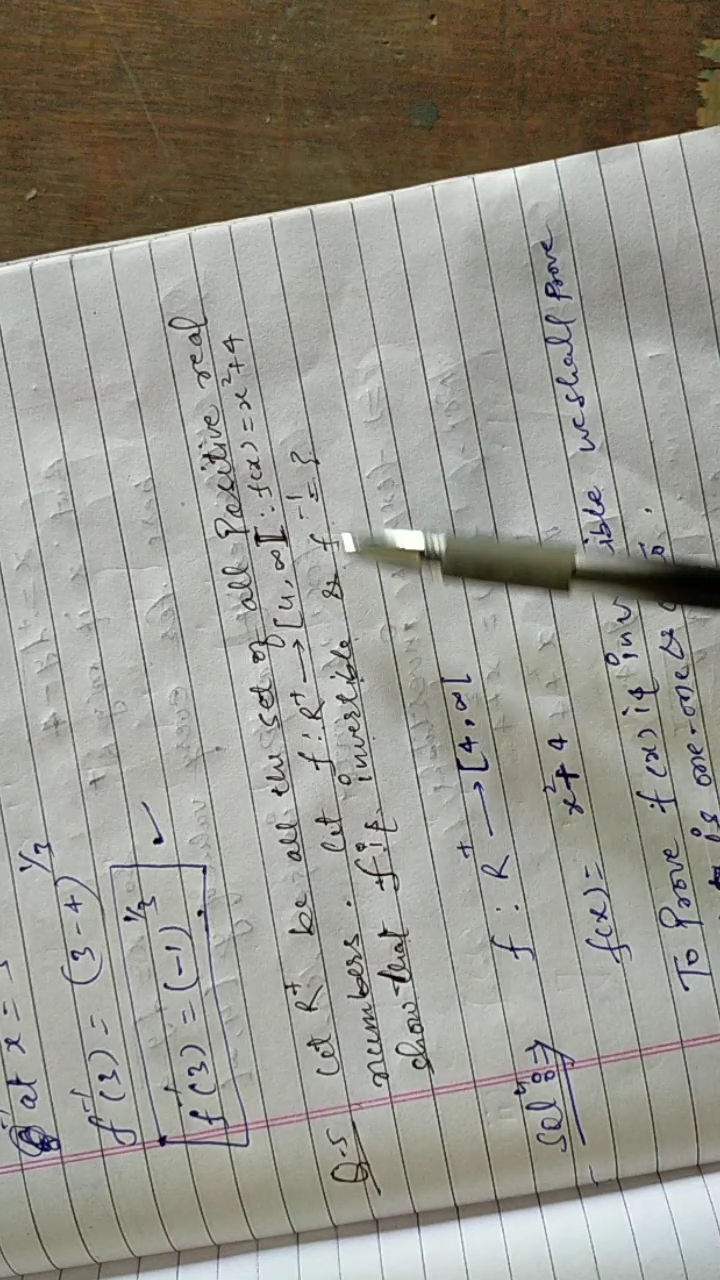 at x = 3
f⁻¹(3) = (3-4)^1/3
f⁻¹(3) = (-1)^1/3. ✓
Q.5 Let R⁺ be all the set of all Positive real
numbers. Let f : R⁺ → [4, ∞[ : f(x) = x²+4
show that f is invertible & f⁻¹ = ?
Solⁿ :⇒ f : R⁺ → [4, ∞[
f(x) = x² + 4
To Prove f(x) is we shall Prove
is one-one &